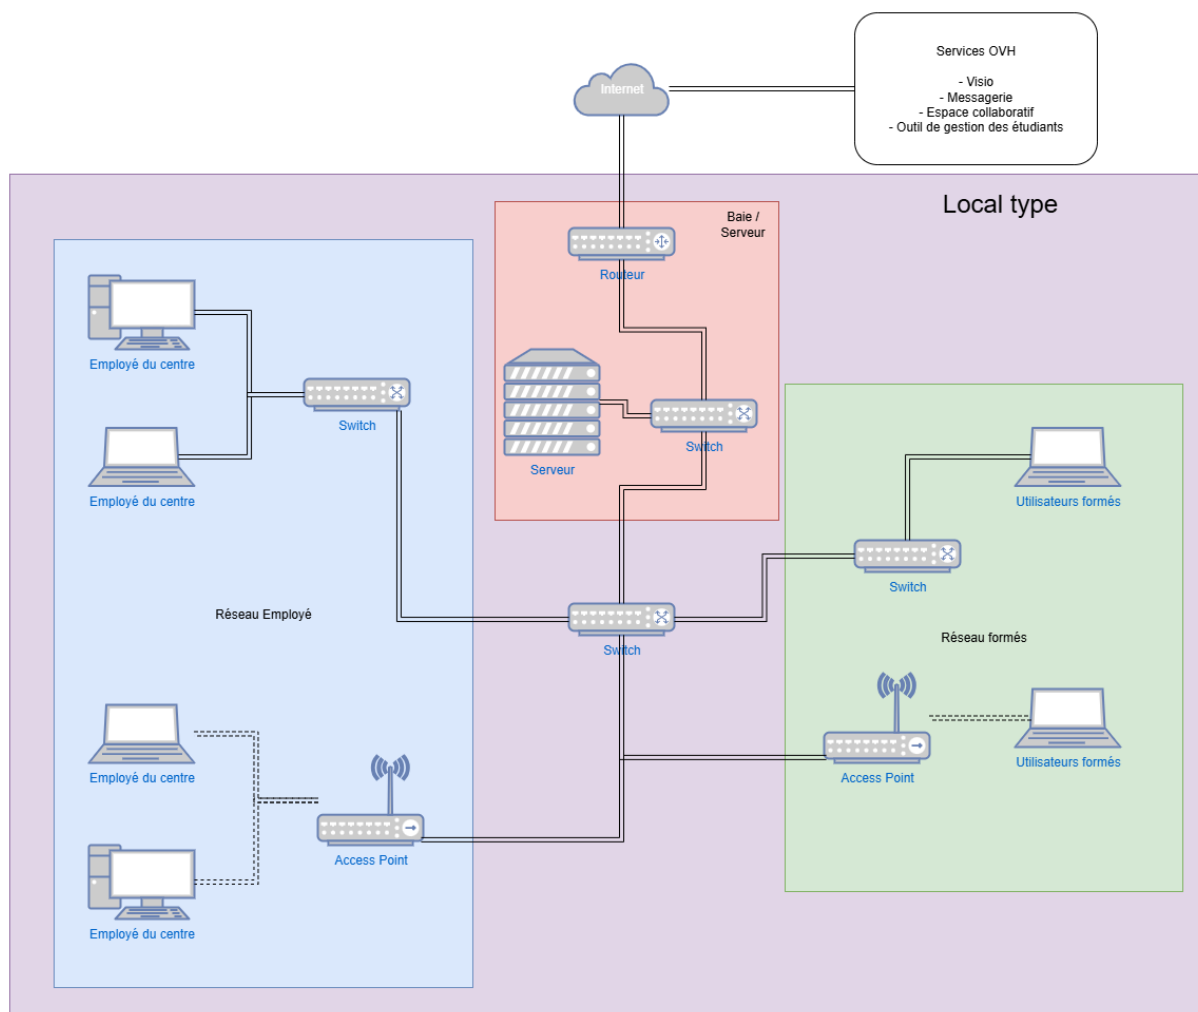 Services OVH
- Visio
- Messagerie
- Espace collaboratif
- Outil de gestion des étudiants
Internet
Local type
Baie /
Serveur
Routeur
Employé du centre
Switch
Serveur
Switch
Employé du centre
Utilisateurs formés
Switch
Réseau Employé
Switch
Réseau formés
Employé du centre
Access Point
Utilisateurs formés
Access Point
Employé du centre